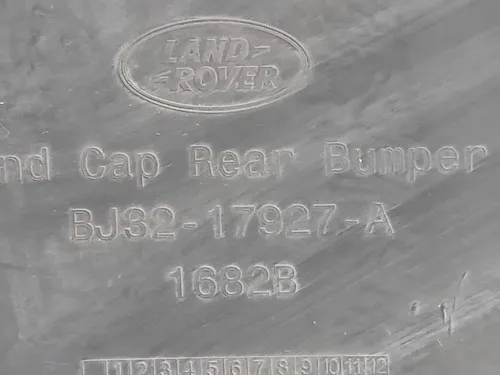 LAND-
-ROVER
nd Cap Rear Bumper
BJ32-17927-A
1682B
1 2 3 4 5 6 7 8 9 10 11 12